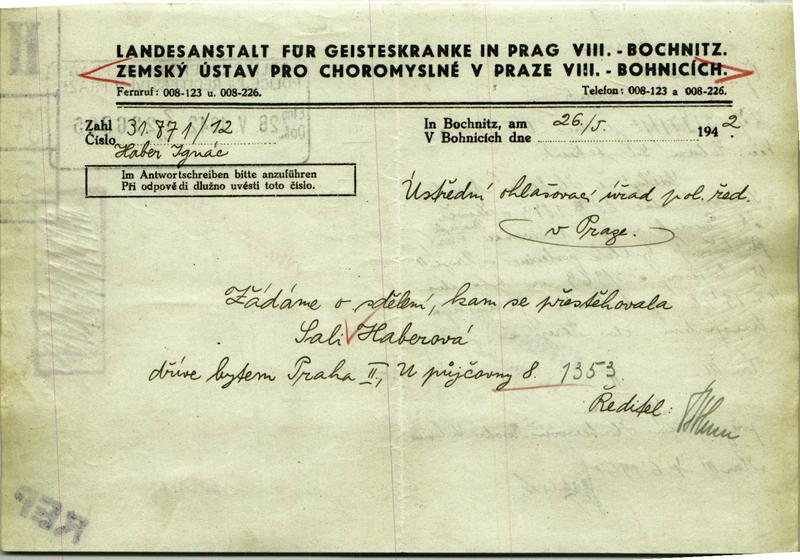 LANDESANSTALT FÜR GEISTESKRANKE IN PRAG VIII. - BOCHNITZ.
ZEMSKÝ ÚSTAV PRO CHOROMYSLNÉ V PRAZE VIII. - BOHNICÍCH.
Fernruf: 008-123 u. 008-226. Telefon: 008-123 a 008-226.
Zahl
Číslo 31.871/12
Haber Ignác
In Bochnitz, am
V Bohnicích dne 26./5. 1942.
Im Antwortschreiben bitte anzuführen
Při odpovědi dlužno uvésti toto číslo.
Ústřední ohlašovací úřad pol. řed.
v Praze.
Žádáme o sdělení, kam se přestěhovala
Sali Haberová
dříve bytem Praha II, U půjčovny 8. 1353.
Ředitel:
REP